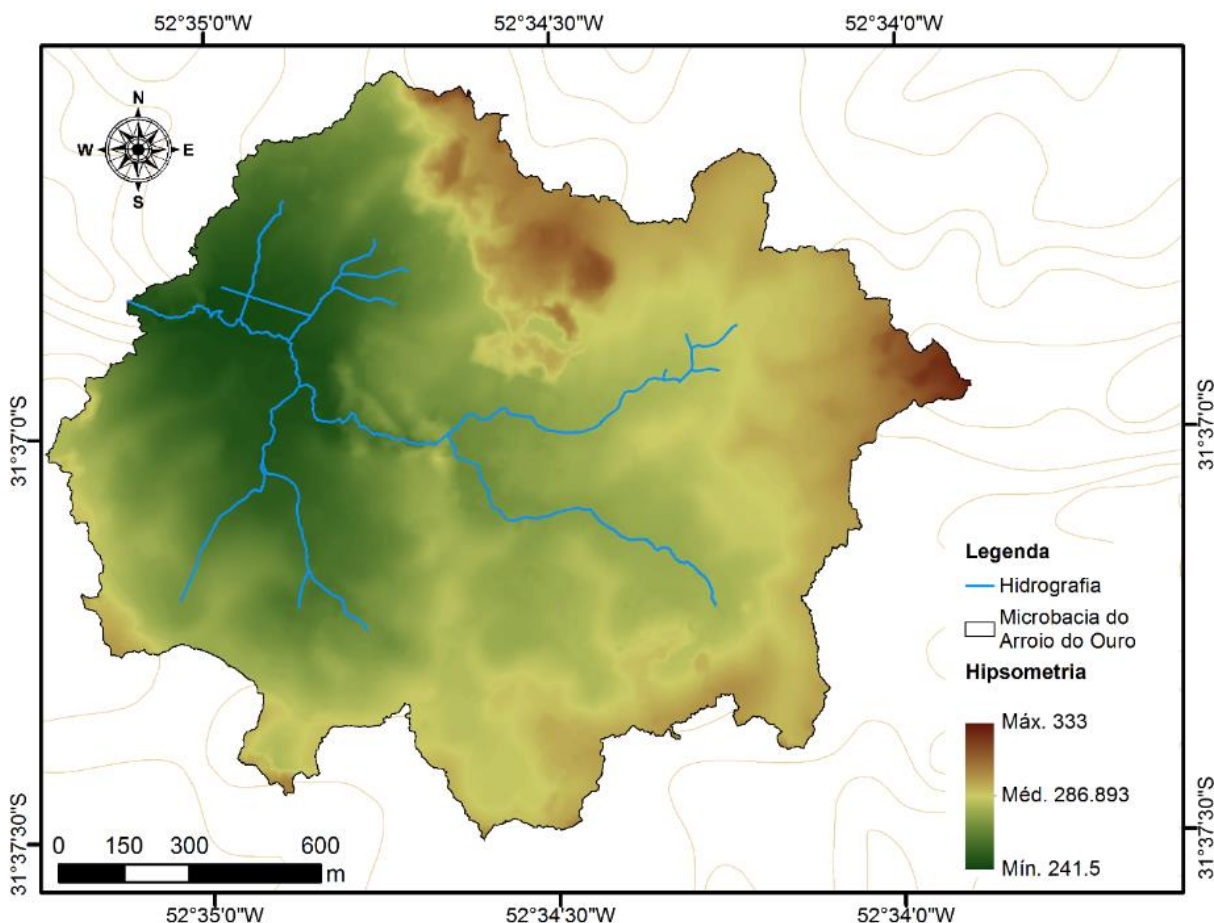 52°35'0"W 52°34'30"W 52°34'0"W
N
W E
S
31°37'0"S 31°37'0"S
Legenda
Hidrografia
Microbacia do
Arroio do Ouro
Hipsometria
Máx. 333
Méd. 286.893
Mín. 241.5
31°37'30"S 31°37'30"S
0 150 300 600
m
52°35'0"W 52°34'30"W 52°34'0"W